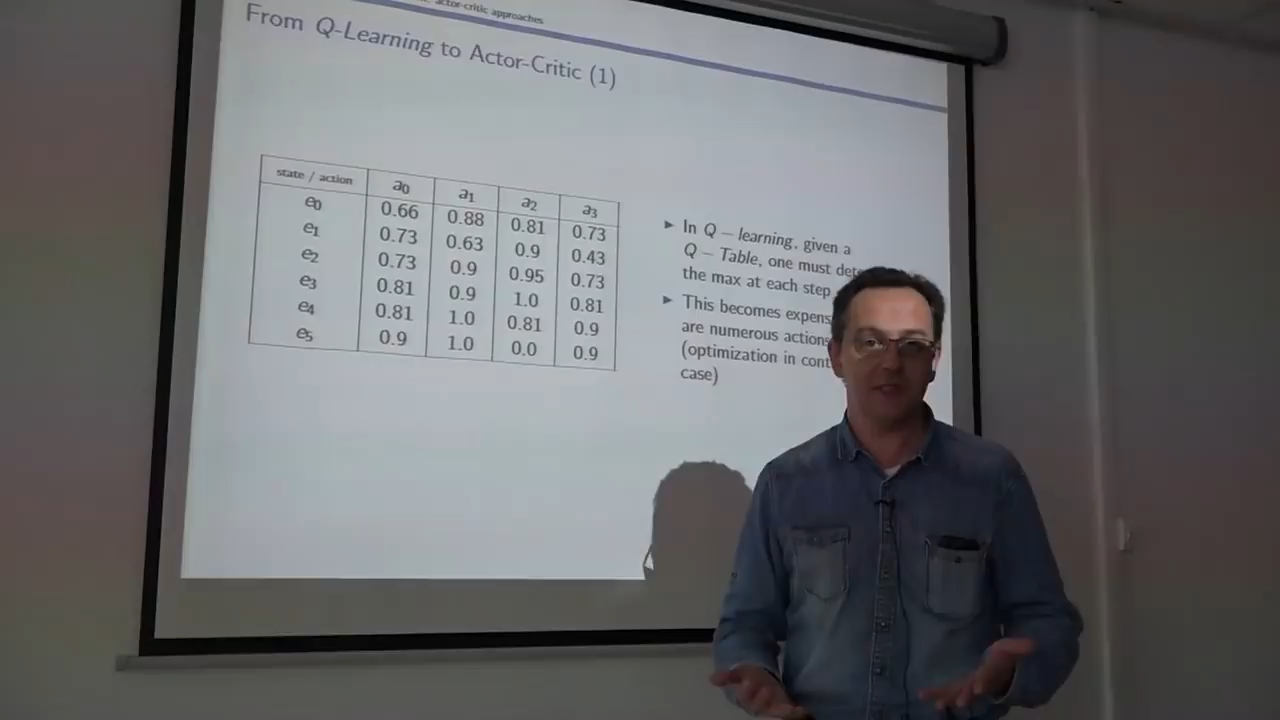 actor-critic approaches
From Q-Learning to Actor-Critic (1)
state / action a0 a1 a2 a3
e0 0.66 0.88 0.81 0.73
e1 0.73 0.63 0.9 0.43
e2 0.73 0.9 0.95 0.73
e3 0.81 0.9 1.0 0.81
e4 0.81 1.0 0.81 0.9
e5 0.9 1.0 0.0 0.9
► In Q – learning, given a
Q – Table, one must
the max at each step
► This becomes
are numerous actions
(optimization in
case)